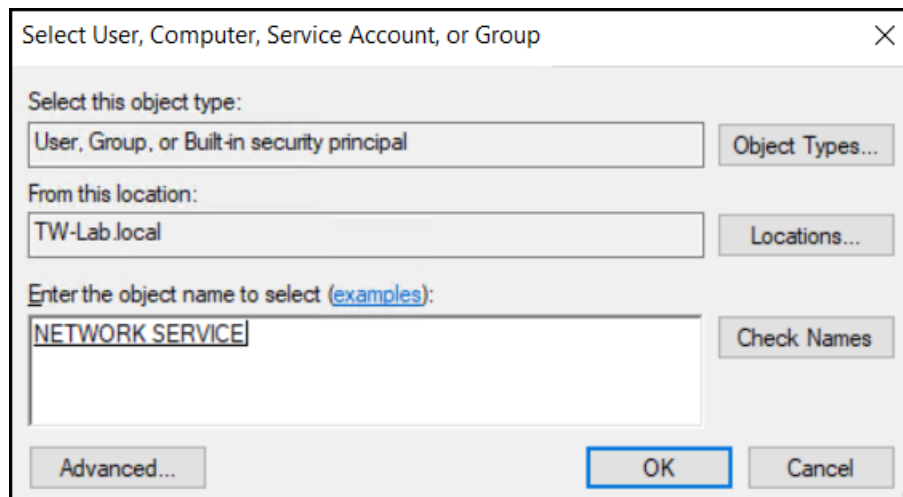 Select User, Computer, Service Account, or Group
Select this object type:
User, Group, or Built-in security principal
Object Types...
From this location:
TW-Lab.local
Locations...
Enter the object name to select (examples):
NETWORK SERVICE
Check Names
Advanced...
OK
Cancel